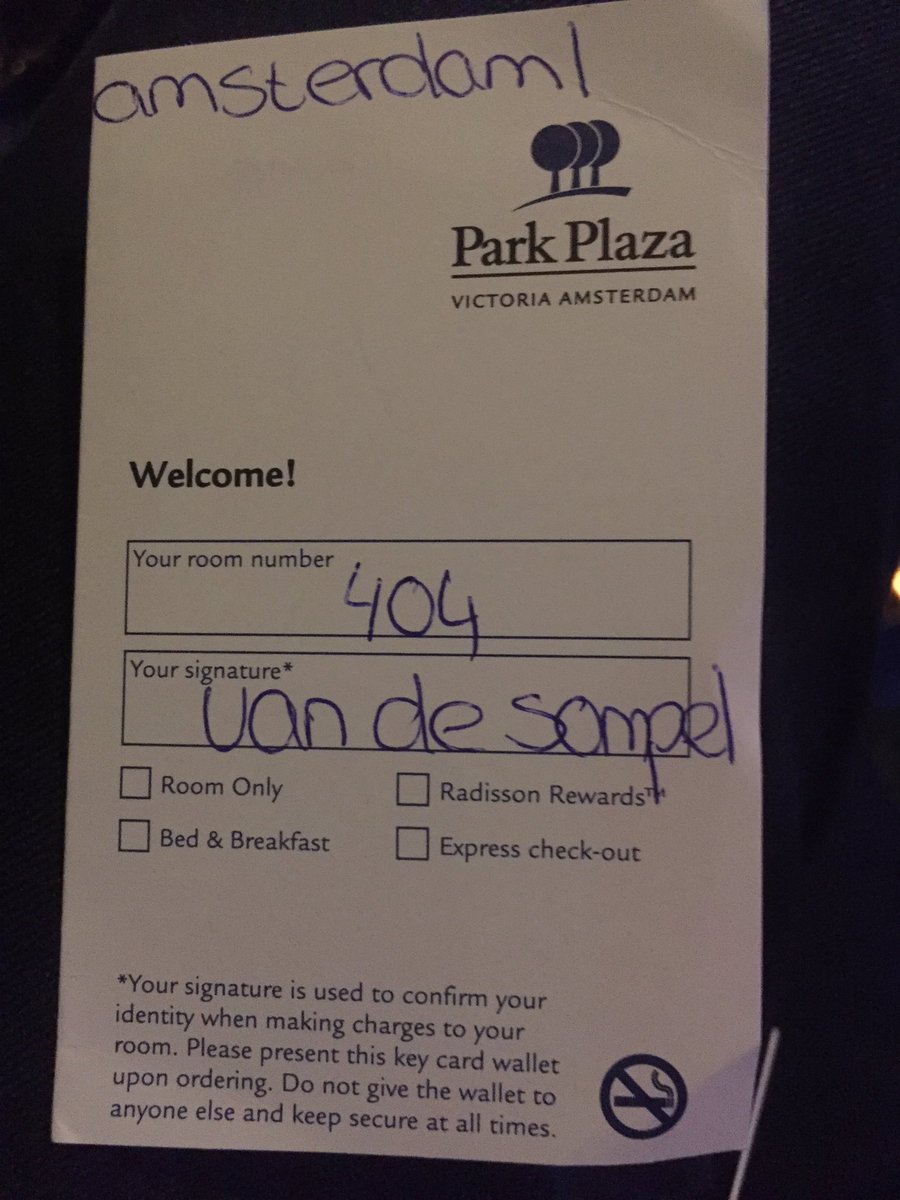 amsterdam1
Park Plaza
VICTORIA AMSTERDAM
Welcome!
Your room number
404
Your signature*
van de sompel
Room Only
Radisson Rewards™
Bed & Breakfast
Express check-out
*Your signature is used to confirm your
identity when making charges to your
room. Please present this key card wallet
upon ordering. Do not give the wallet to
anyone else and keep secure at all times.